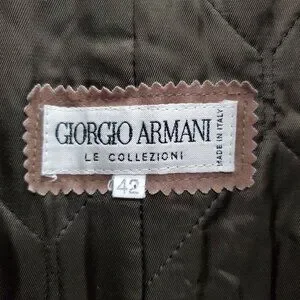 GIORGIO ARMANI
LE COLLEZIONI
MADE IN ITALY
42